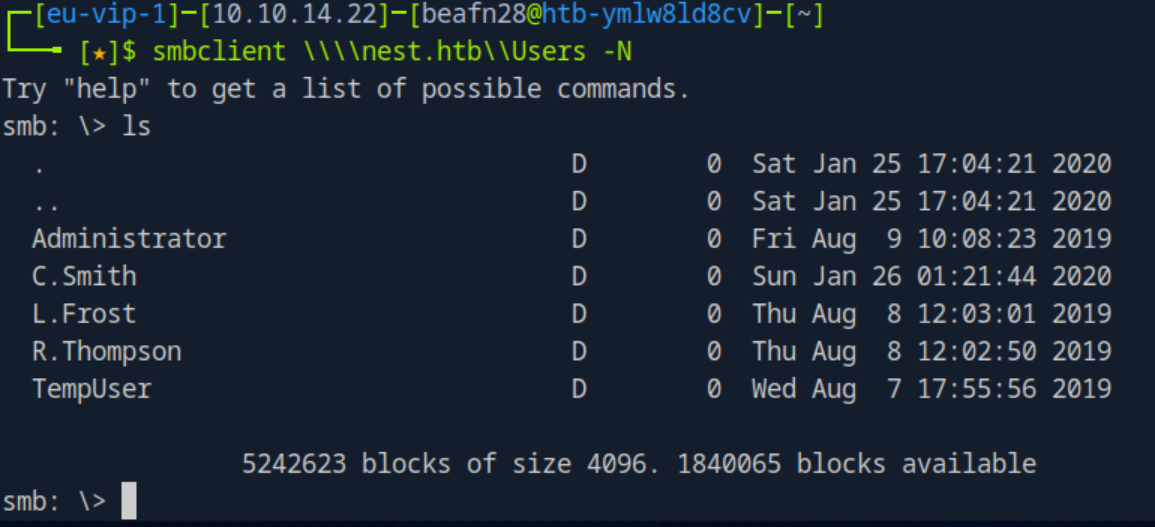 [eu-vip-1]-[10.10.14.22]-[beafn28@htb-ymlw8ld8cv]-[~]
[★]$ smbclient \\\\nest.htb\\Users -N
Try "help" to get a list of possible commands.
smb: \> ls
. D 0 Sat Jan 25 17:04:21 2020
.. D 0 Sat Jan 25 17:04:21 2020
Administrator D 0 Fri Aug 9 10:08:23 2019
C.Smith D 0 Sun Jan 26 01:21:44 2020
L.Frost D 0 Thu Aug 8 12:03:01 2019
R.Thompson D 0 Thu Aug 8 12:02:50 2019
TempUser D 0 Wed Aug 7 17:55:56 2019
5242623 blocks of size 4096. 1840065 blocks available
smb: \>